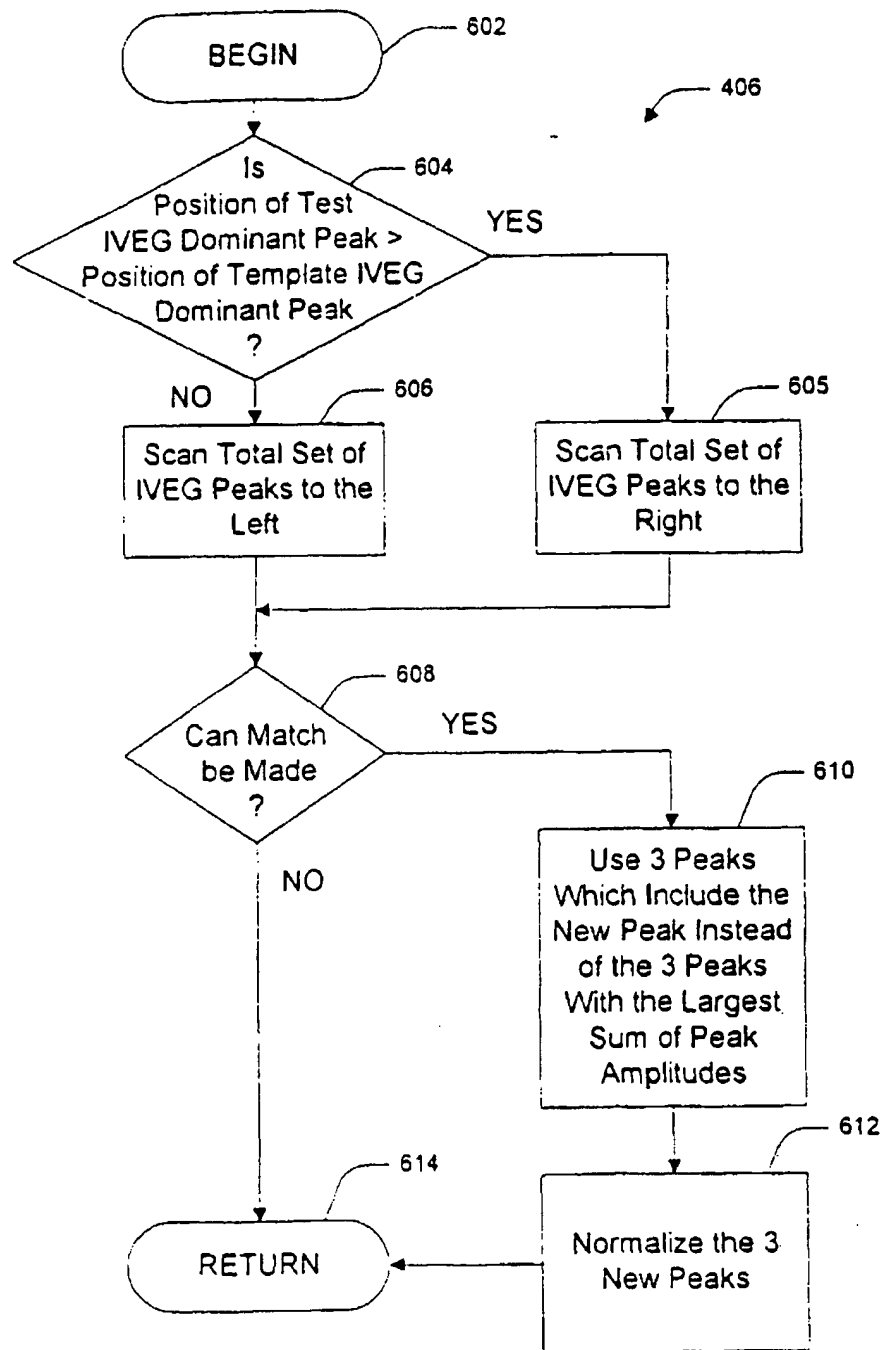 602
BEGIN
406
604
Is
Position of Test
IVEG Dominant Peak >
Position of Template IVEG
Dominant Peak
?
YES
NO
606
605
Scan Total Set of
IVEG Peaks to the
Left
Scan Total Set of
IVEG Peaks to the
Right
608
Can Match
be Made
?
YES
NO
610
Use 3 Peaks
Which Include the
New Peak Instead
of the 3 Peaks
With the Largest
Sum of Peak
Amplitudes
612
614
RETURN
Normalize the 3
New Peaks